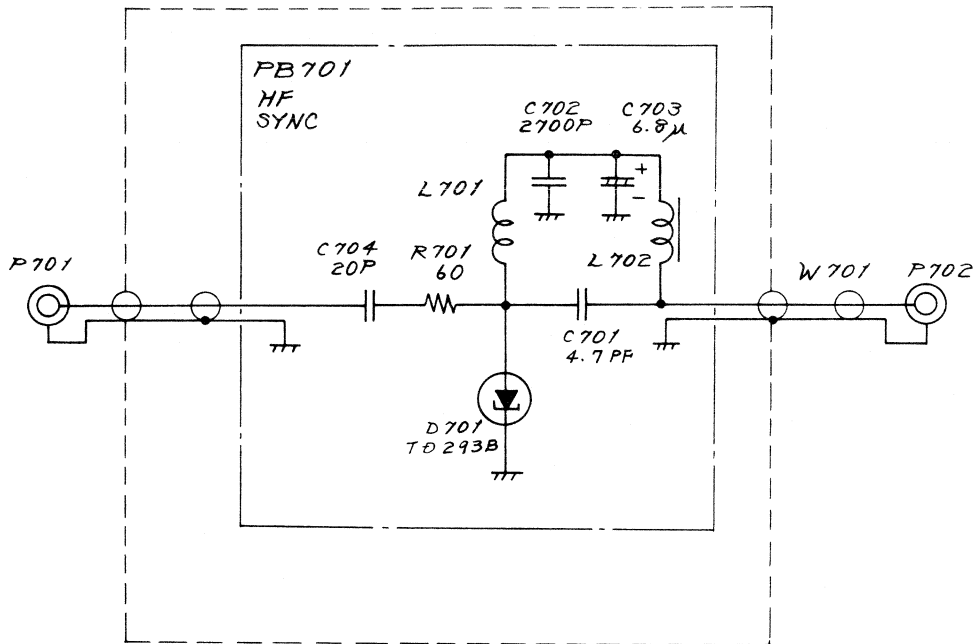 PB701
HF
SYNC
C702
2700P
C703
6.8μ
+
−
L701
L702
C704
20P
R701
60
P701
W701
P702
C701
4.7PF
D701
TD293B